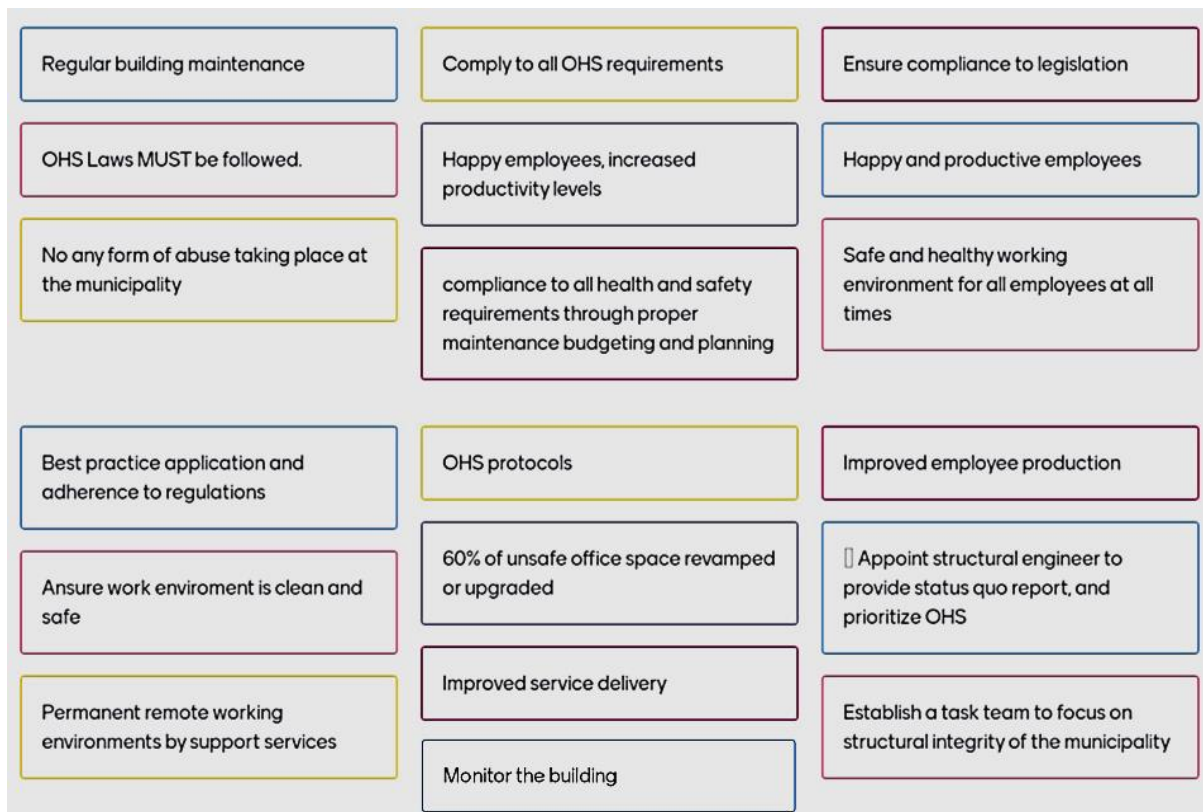 Regular building maintenance
Comply to all OHS requirements
Ensure compliance to legislation
OHS Laws MUST be followed.
Happy employees, increased
productivity levels
Happy and productive employees
No any form of abuse taking place at
the municipality
compliance to all health and safety
requirements through proper
maintenance budgeting and planning
Safe and healthy working
environment for all employees at all
times
Best practice application and
adherence to regulations
OHS protocols
Improved employee production
Ansure work enviroment is clean and
safe
60% of unsafe office space revamped
or upgraded
▯ Appoint structural engineer to
provide status quo report, and
prioritize OHS
Permanent remote working
environments by support services
Improved service delivery
Establish a task team to focus on
structural integrity of the municipality
Monitor the building